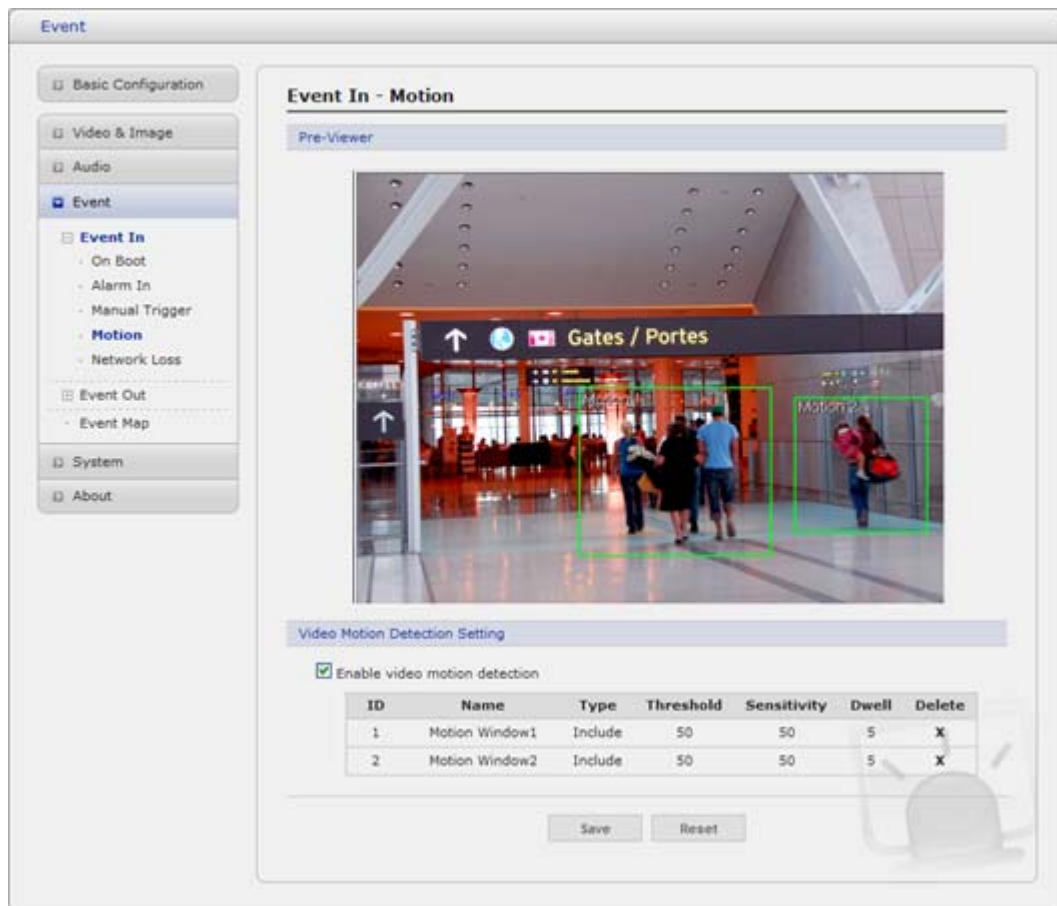 Event
Basic Configuration
Video & Image
Audio
Event
Event In
On Boot
Alarm In
Manual Trigger
Motion
Network Loss
Event Out
Event Map
System
About
Event In - Motion
Pre-Viewer
Gates / Portes
Motion 2
Video Motion Detection Setting
Enable video motion detection
ID Name Type Threshold Sensitivity Dwell Delete
1 Motion Window1 Include 50 50 5 X
2 Motion Window2 Include 50 50 5 X
Save Reset